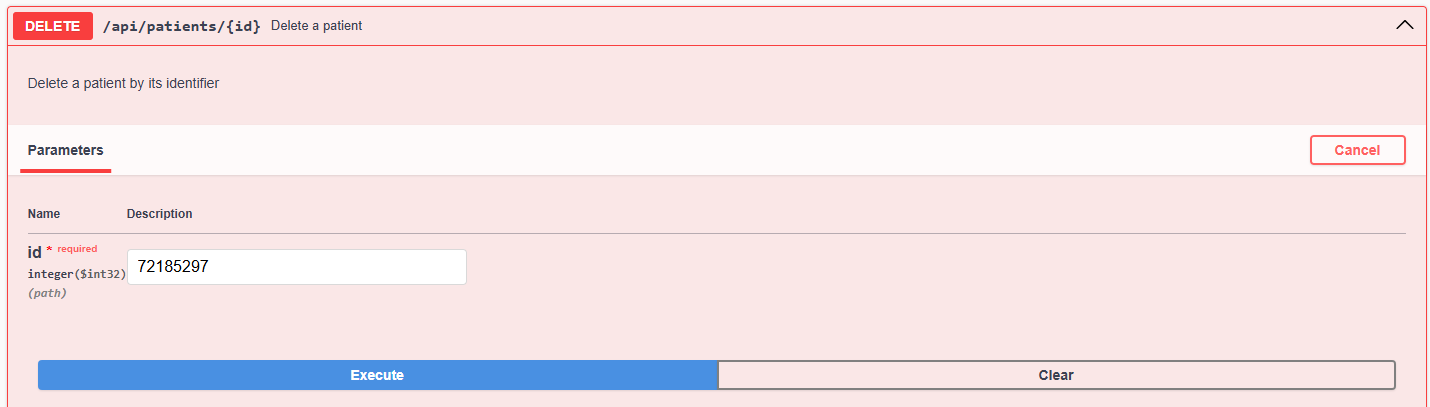 DELETE /api/patients/{id} Delete a patient
Delete a patient by its identifier
Parameters Cancel
Name Description
id * required
integer($int32) 72185297
(path)
Execute Clear